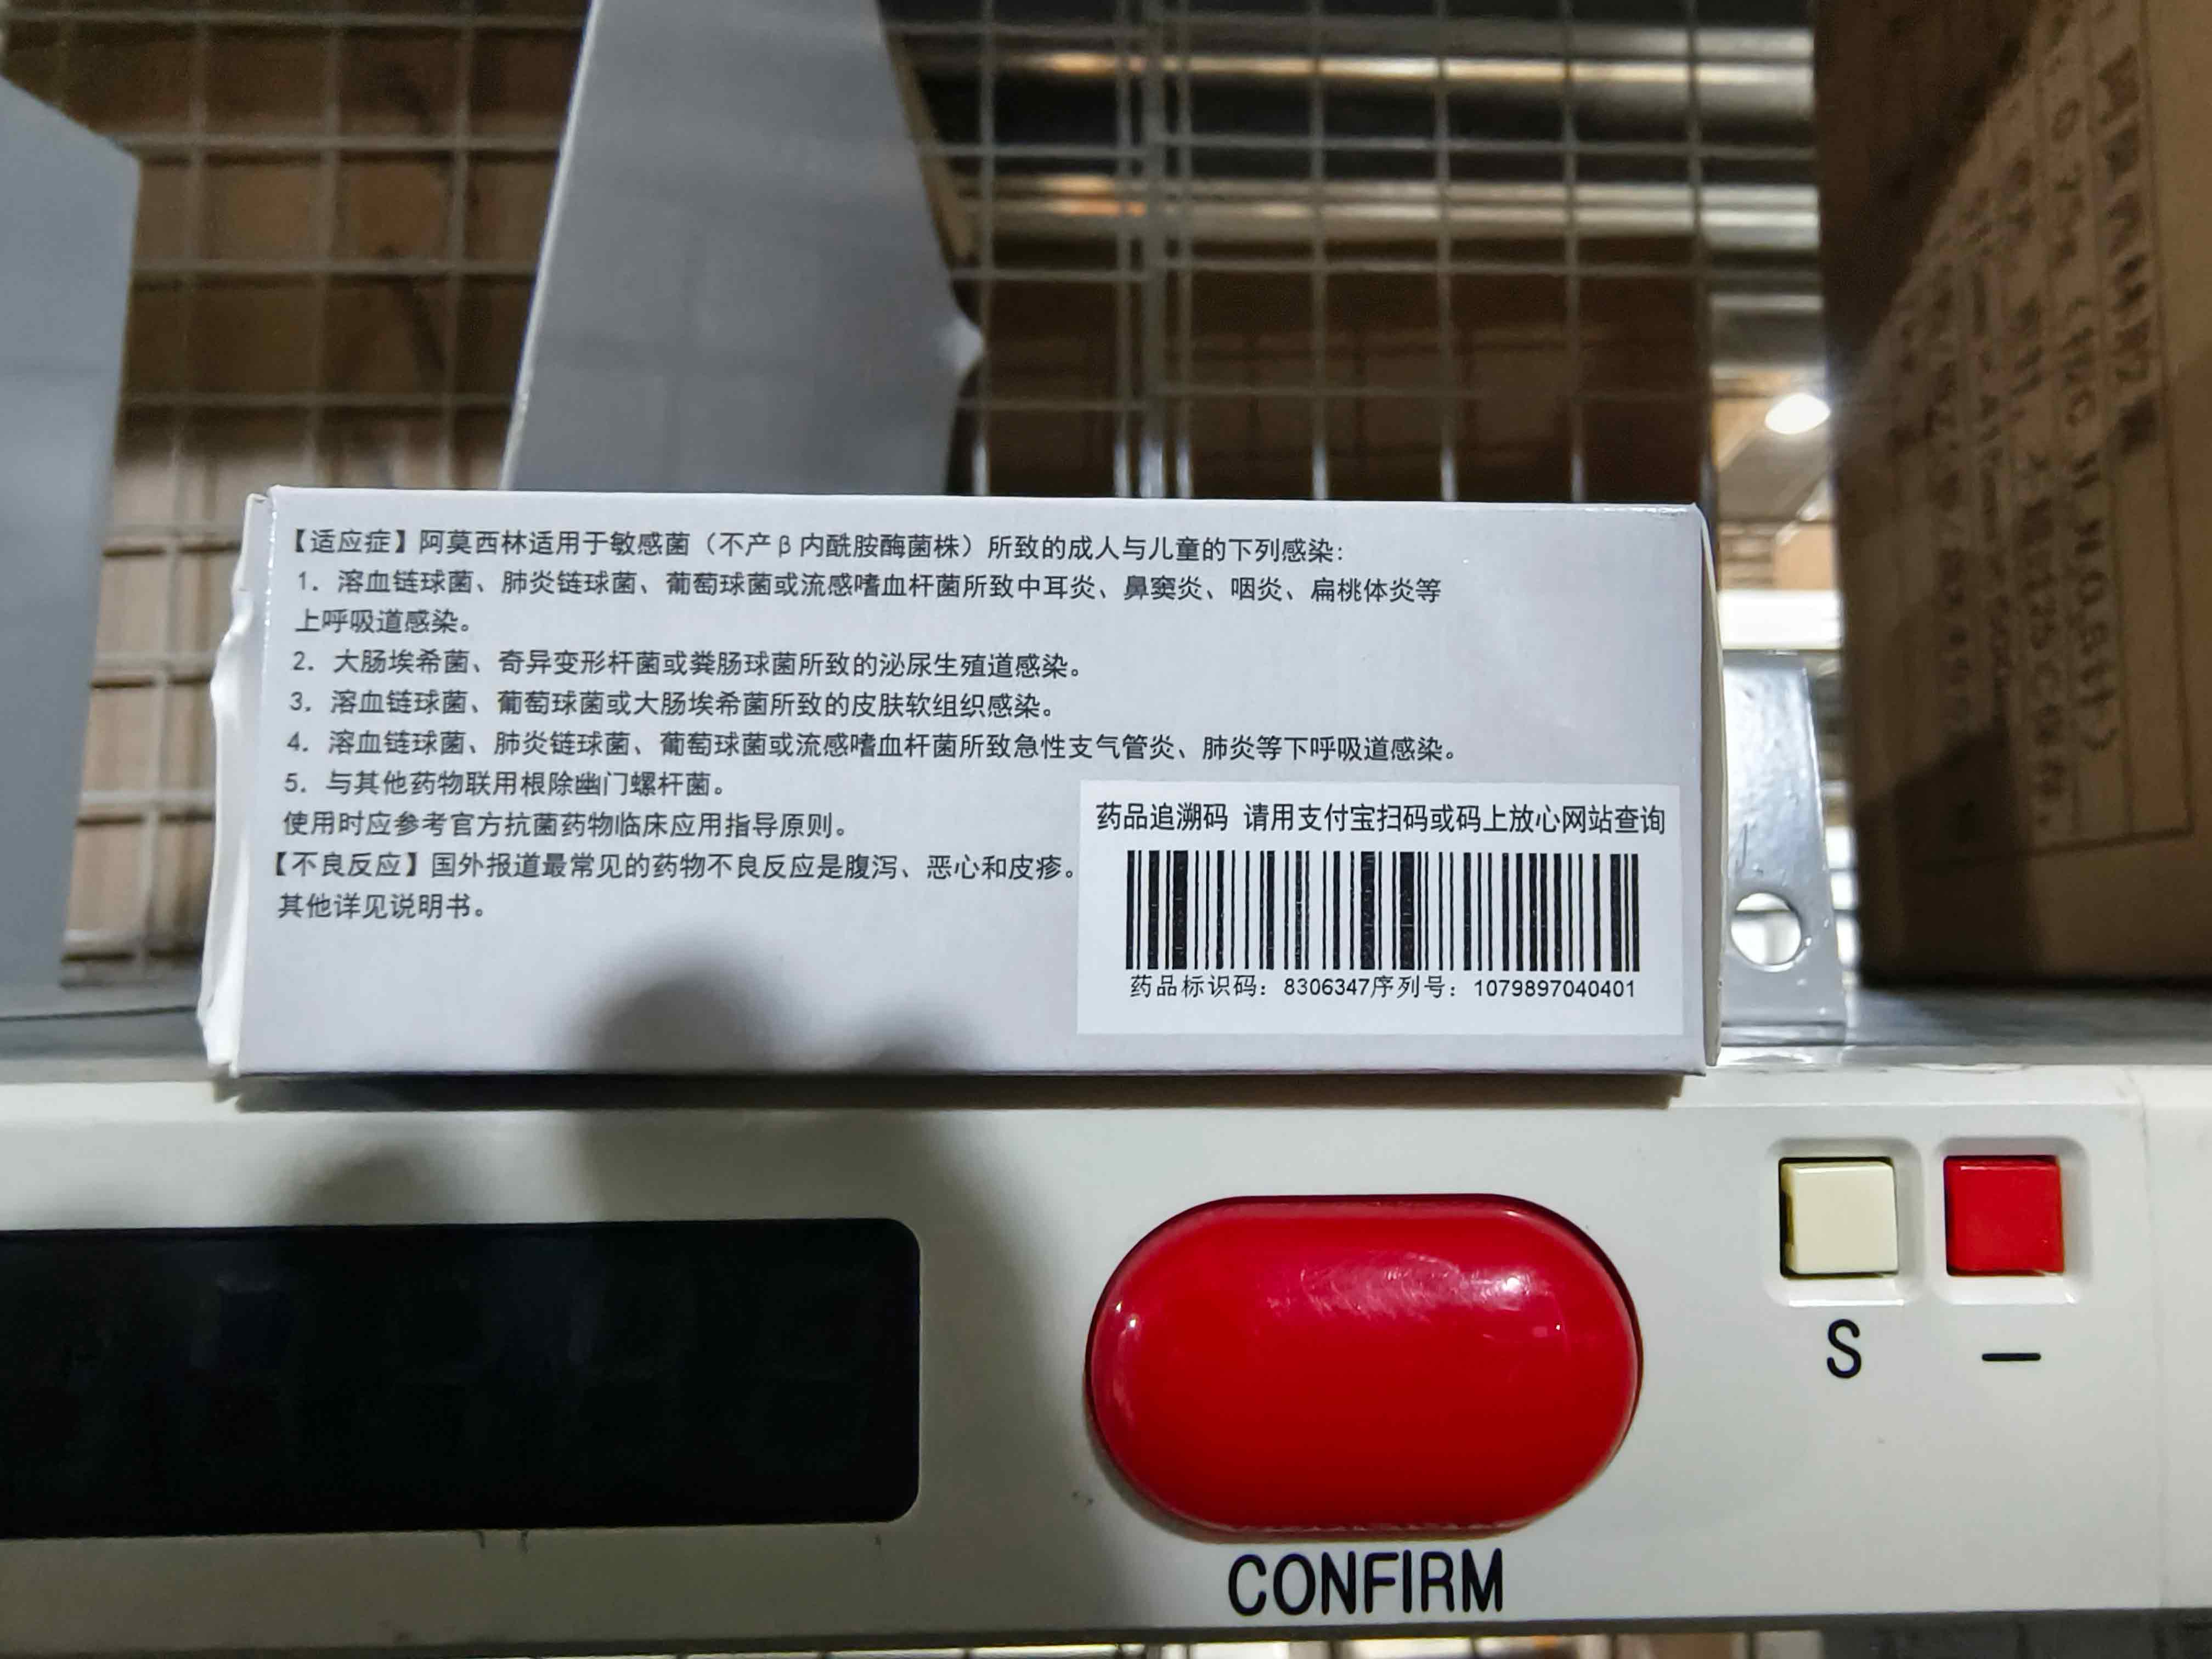 【适应症】阿莫西林适用于敏感菌（不产β内酰胺酶菌株）所致的成人与儿童的下列感染：
1. 溶血链球菌、肺炎链球菌、葡萄球菌或流感嗜血杆菌所致中耳炎、鼻窦炎、咽炎、扁桃体炎等
上呼吸道感染。
2. 大肠埃希菌、奇异变形杆菌或粪肠球菌所致的泌尿生殖道感染。
3. 溶血链球菌、葡萄球菌或大肠埃希菌所致的皮肤软组织感染。
4. 溶血链球菌、肺炎链球菌、葡萄球菌或流感嗜血杆菌所致急性支气管炎、肺炎等下呼吸道感染。
5. 与其他药物联用根除幽门螺杆菌。
使用时应参考官方抗菌药物临床应用指导原则。
【不良反应】国外报道最常见的药物不良反应是腹泻、恶心和皮疹。
其他详见说明书。
药品追溯码 请用支付宝扫码或码上放心网站查询
药品标识码：8306347序列号：1079897040401
CONFIRM
S
—